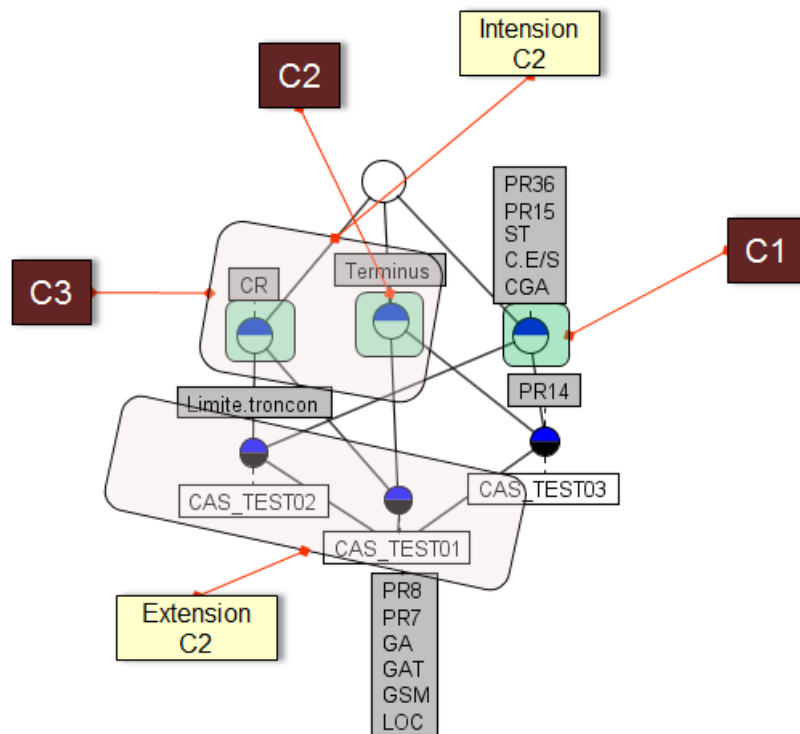 Intension
C2
C2
PR36
PR15
ST
C.E/S
CGA
C1
Terminus
CR
C3
PR14
Limite.troncon
CAS_TEST02
CAS_TEST03
CAS_TEST01
PR8
PR7
GA
GAT
GSM
LOC
Extension
C2